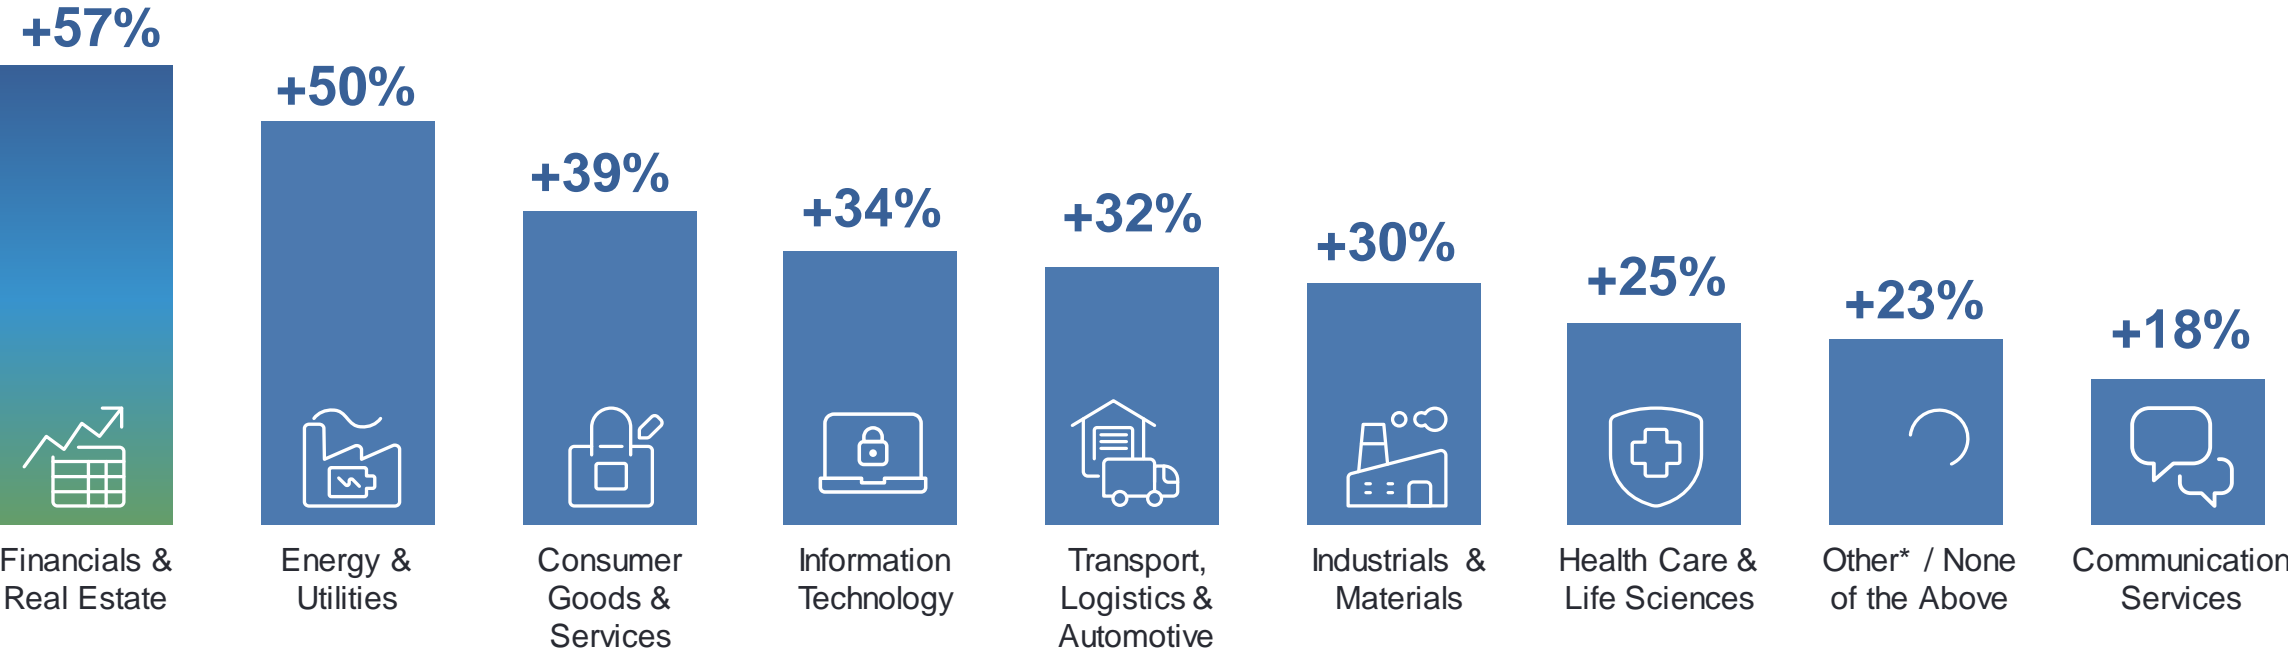 +57%
+50%
+39%
+34%
+32%
+30%
+25%
+23%
+18%
Financials &
Real Estate
Energy &
Utilities
Consumer
Goods &
Services
Information
Technology
Transport,
Logistics &
Automotive
Industrials &
Materials
Health Care &
Life Sciences
Other* / None
of the Above
Communication
Services